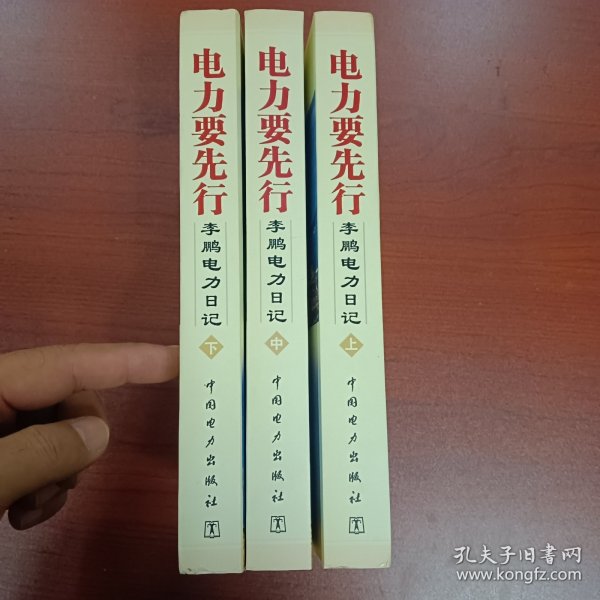 电力要先行
李鹏电力日记
下
中国电力出版社
电力要先行
李鹏电力日记
中
中国电力出版社
电力要先行
李鹏电力日记
上
中国电力出版社
孔夫子旧书网
www.kongfz.com